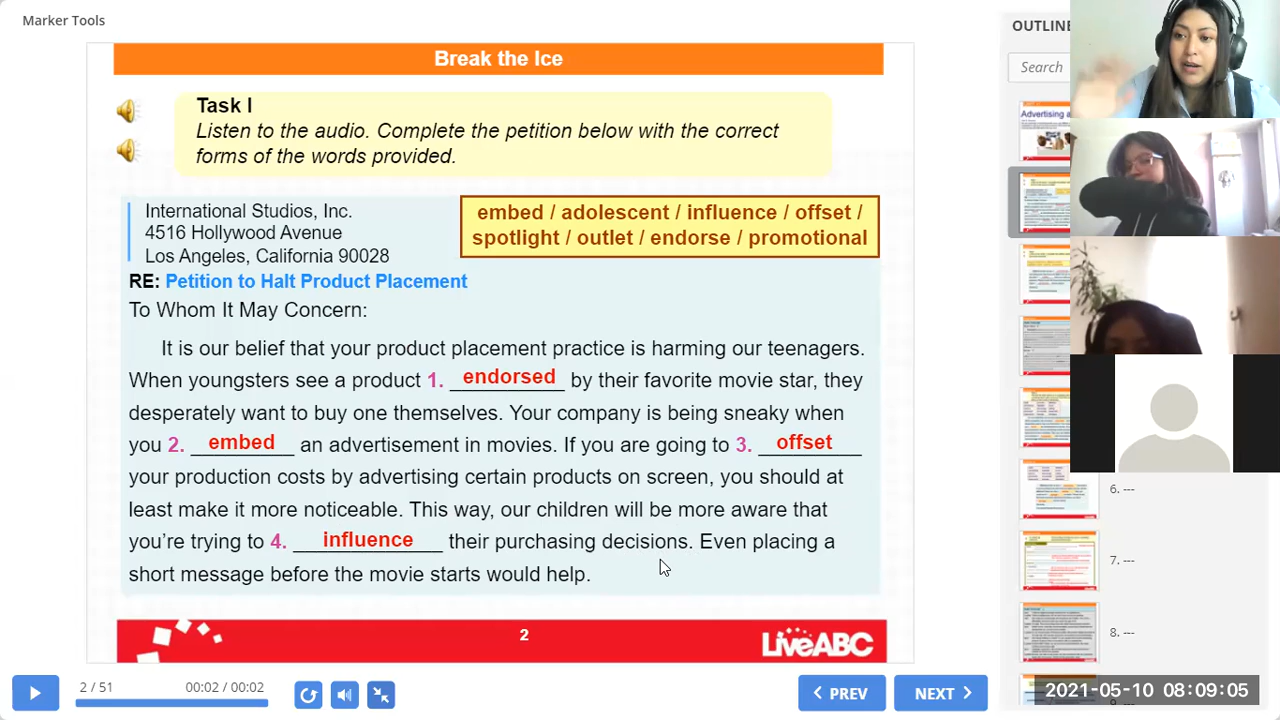 Marker Tools
OUTLINE
Search
Advertising a
Break the Ice
Task I
Listen to the audio. Complete the petition below with the correct
forms of the words provided.
International Studios, Inc.
4516 Hollywood Avenue
Los Angeles, California 90028
embed / adolescent / influence / offset /
spotlight / outlet / endorse / promotional
RE: Petition to Halt Product Placement
To Whom It May Concern:
It is our belief that your product placement practice is harming our teenagers.
When youngsters see a product 1. endorsed by their favorite movie star, they
desperately want to buy one themselves. Your company is being sneaky when
you 2. embed an advertisement in movies. If you are going to 3. offset
your production costs by advertising certain products on screen, you should at
least make it more noticeable. This way, our children will be more aware that
you're trying to 4. influence their purchasing decisions. Even placing a
short message before the movie starts would help.
2
iveABC
2 / 51
00:02 / 00:02
PREV
NEXT
6. ---
7. ---
8. ---
9. ---
2021-05-10 08:09:05